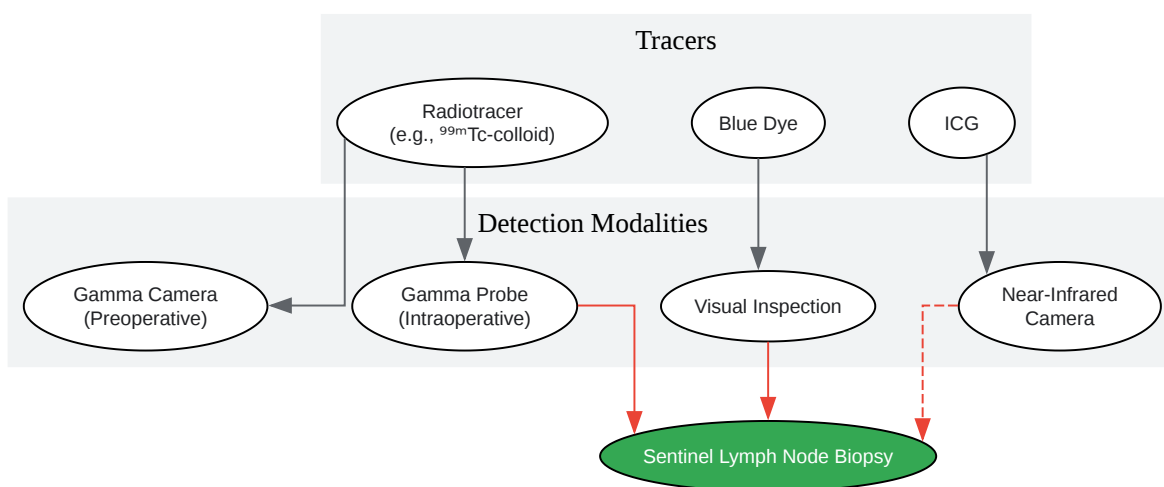 Tracers
Radiotracer
(e.g., ⁹⁹ᵐTc-colloid)
Blue Dye
ICG
Detection Modalities
Gamma Camera
(Preoperative)
Gamma Probe
(Intraoperative)
Visual Inspection
Near-Infrared
Camera
Sentinel Lymph Node Biopsy